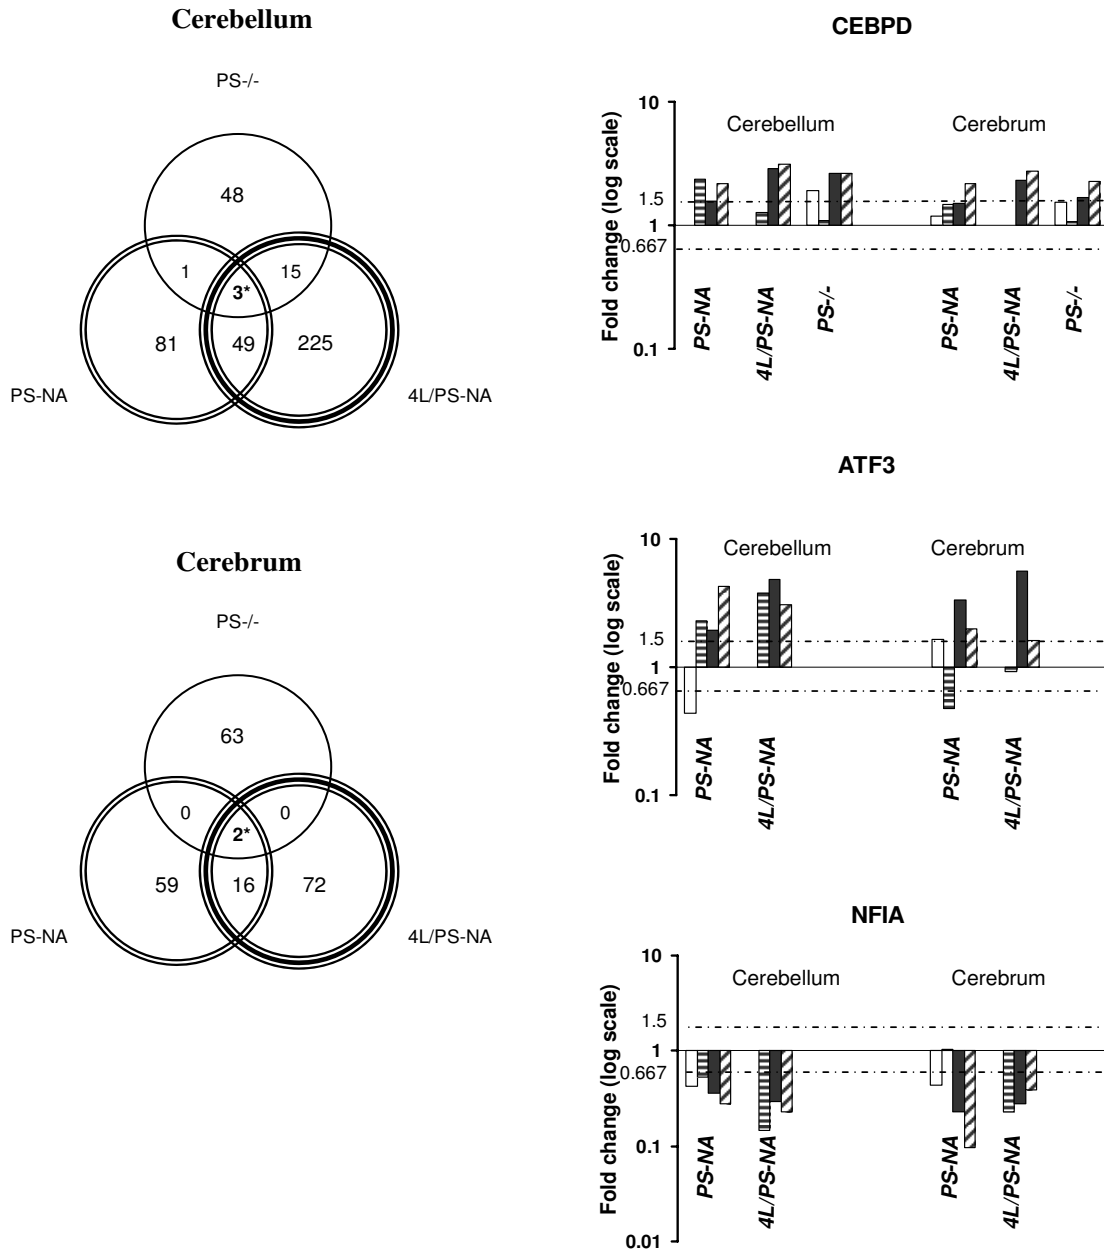 Cerebellum
PS-/-
48
1
15
3*
81
49
225
PS-NA
4L/PS-NA
Cerebrum
PS-/-
63
0
0
2*
59
16
72
PS-NA
4L/PS-NA
CEBPD
Fold change (log scale)
10
1.5
1
0.667
0.1
Cerebellum
Cerebrum
PS-NA
4L/PS-NA
PS-/-
PS-NA
4L/PS-NA
PS-/-
ATF3
Fold change (log scale)
10
1.5
1
0.667
0.1
Cerebellum
Cerebrum
PS-NA
4L/PS-NA
PS-NA
4L/PS-NA
NFIA
Fold change (log scale)
10
1.5
1
0.667
0.1
0.01
Cerebellum
Cerebrum
PS-NA
4L/PS-NA
PS-NA
4L/PS-NA